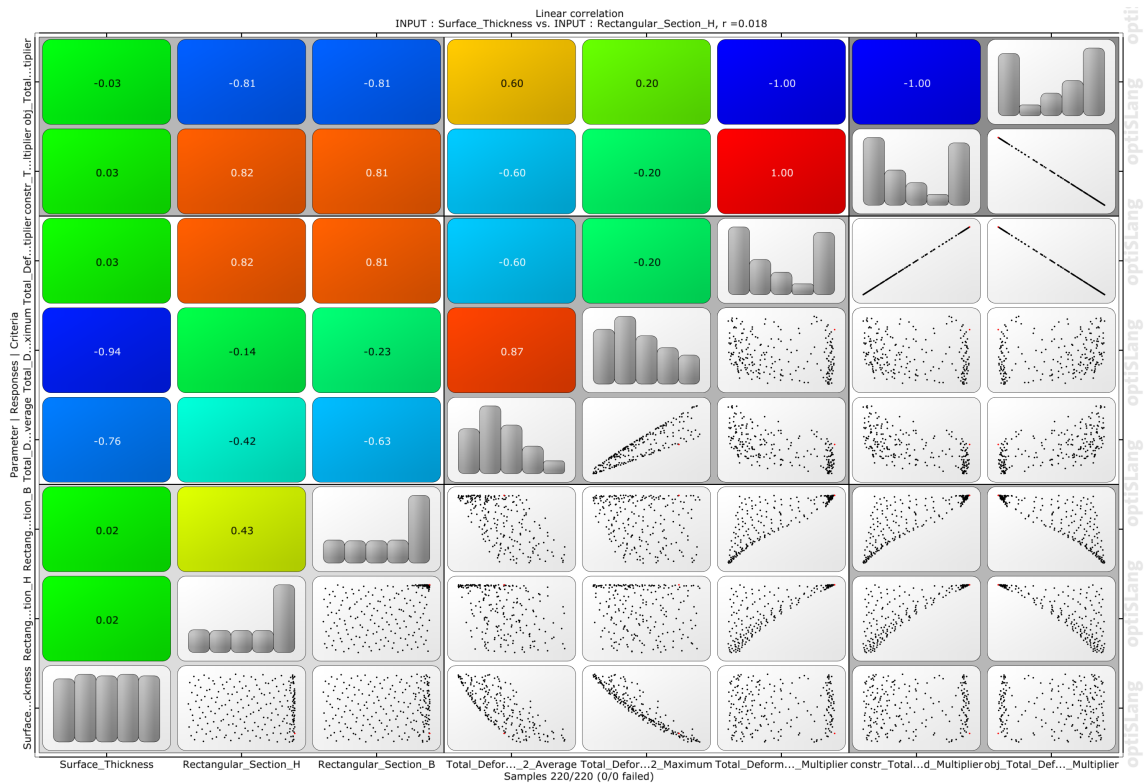 Linear correlation
INPUT : Surface_Thickness vs. INPUT : Rectangular_Section_H, r =0.018
Parameter | Responses | Criteria
obj_Total...tiplier
-0.03 -0.81 -0.81 0.60 0.20 -1.00 -1.00
constr_T...ltiplier
0.03 0.82 0.81 -0.60 -0.20 1.00
Total_Def...tiplier
0.03 0.82 0.81 -0.60 -0.20
Total_D...ximum
-0.94 -0.14 -0.23 0.87
Total_D...verage
-0.76 -0.42 -0.63
Rectang...tion_B
0.02 0.43
Rectang...tion_H
0.02
Surface...ckness
Surface_Thickness Rectangular_Section_H Rectangular_Section_B Total_Defor..._2_Average Total_Defor...2_Maximum Total_Deform..._Multiplier constr_Total...d_Multiplier obj_Total_Def..._Multiplier
Samples 220/220 (0/0 failed)
opti
optiSLang
optiSLang
optiSLang
optiSLang
optiSLang